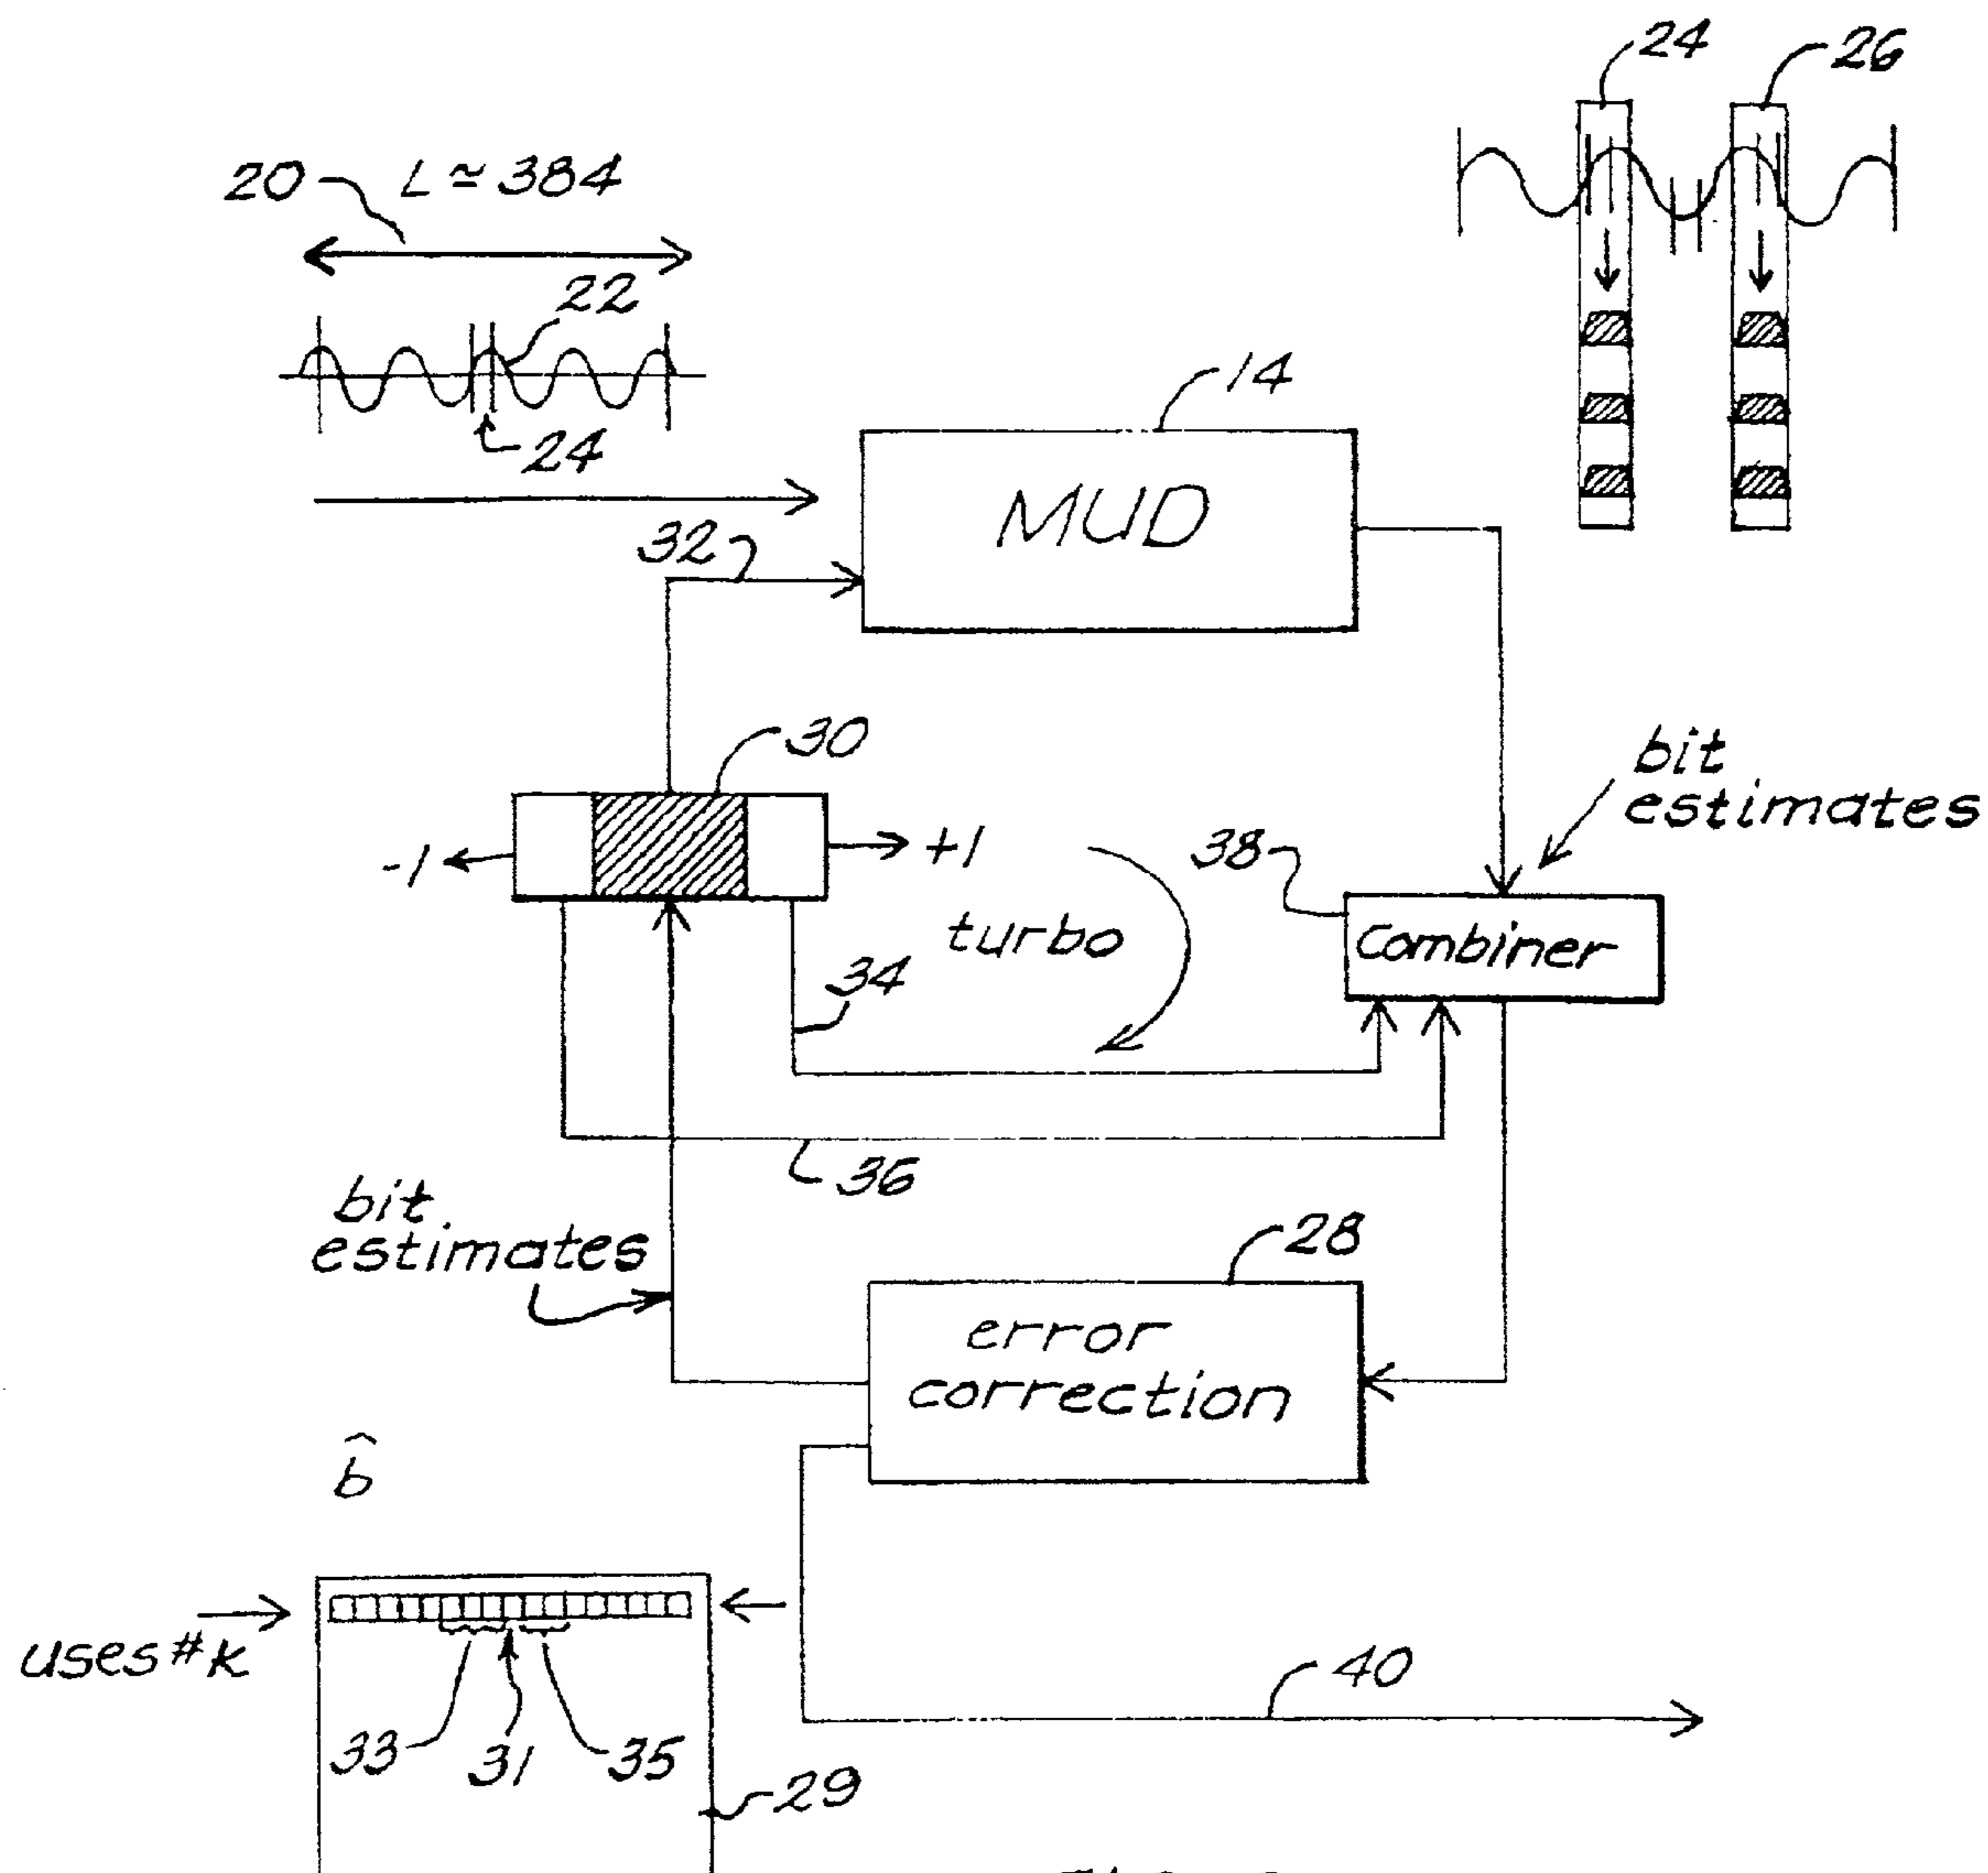 24
26
20
L ≃ 384
22
24
14
MUD
32
30
-1
+1
bit
estimates
38
turbo
Combiner
34
36
bit
estimates
28
error
correction
b̂
uses #k
33
31
35
40
29